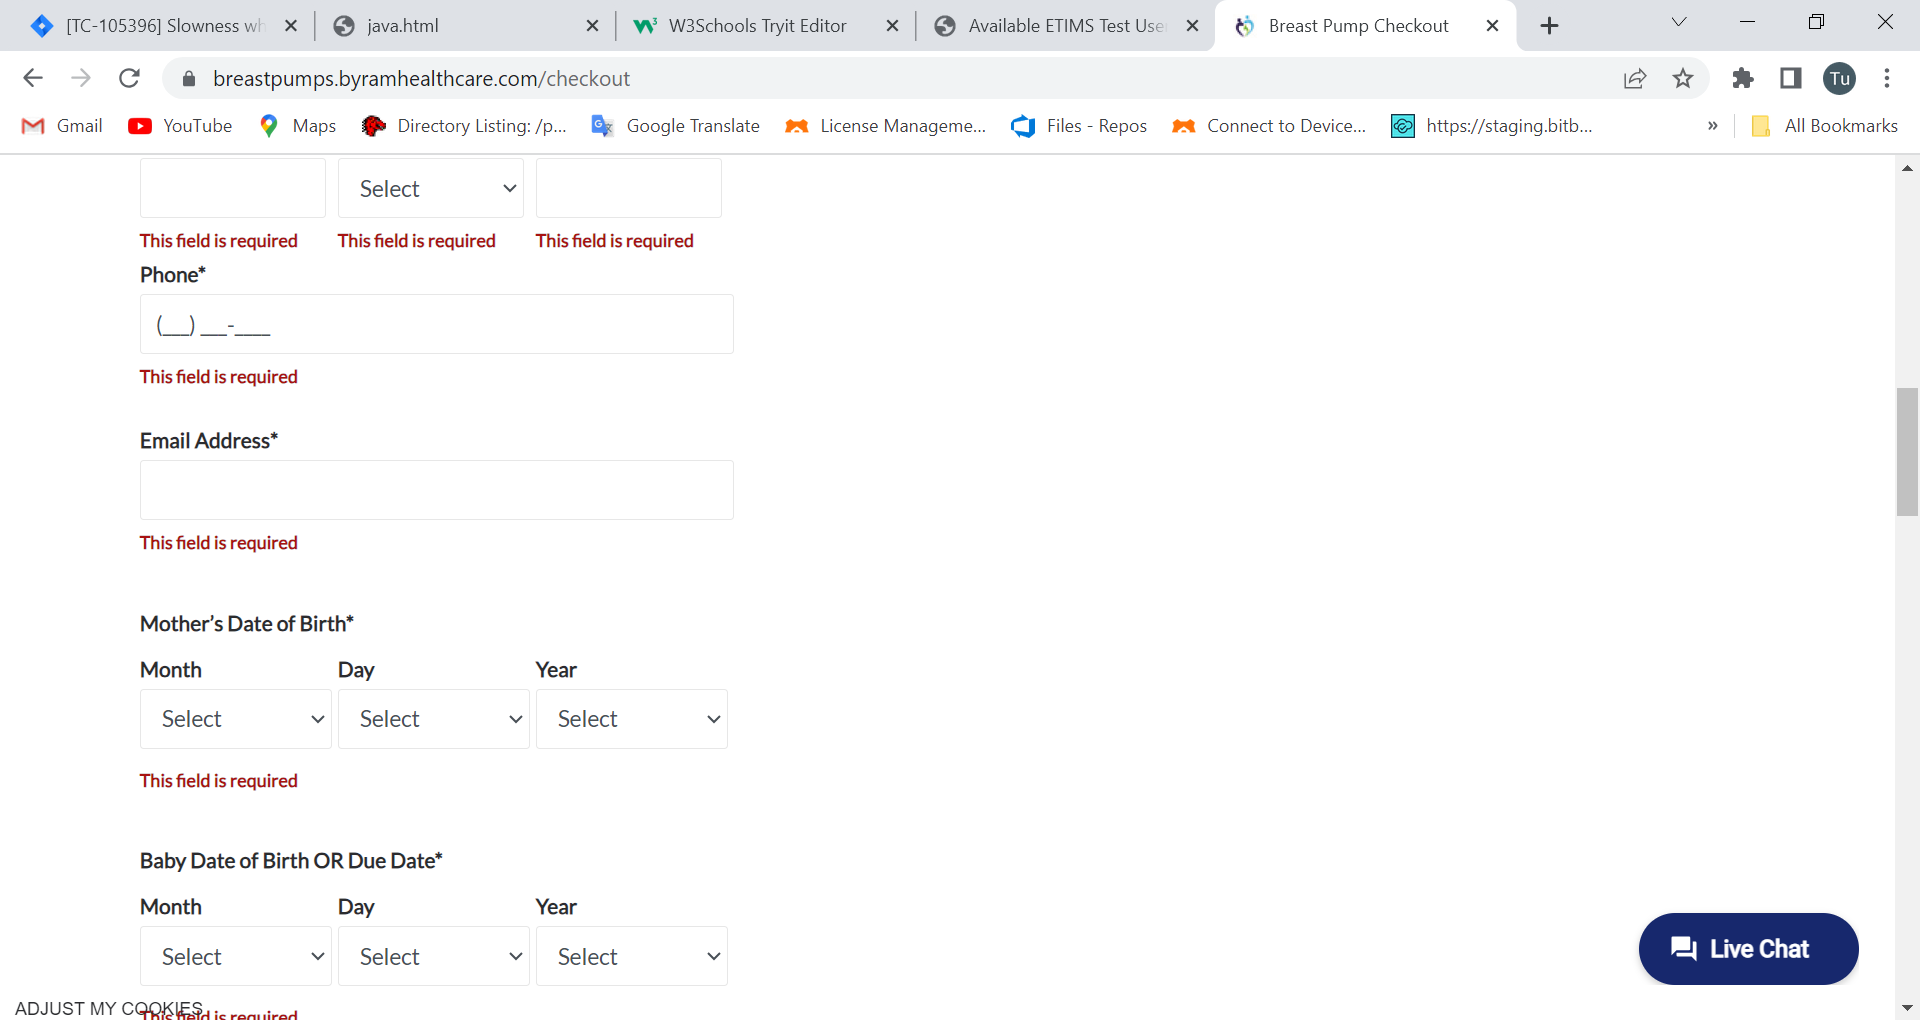 [TC-105396] Slowness wh
java.html
W3Schools Tryit Editor
Available ETIMS Test Use
Breast Pump Checkout
breastpumps.byramhealthcare.com/checkout
Tu
Gmail
YouTube
Maps
Directory Listing: /p...
Google Translate
License Manageme...
Files - Repos
Connect to Device...
https://staging.bitb...
»
All Bookmarks
Select
This field is required
This field is required
This field is required
Phone*
(___) ___-____
This field is required
Email Address*
This field is required
Mother’s Date of Birth*
Month Day Year
Select Select Select
This field is required
Baby Date of Birth OR Due Date*
Month Day Year
Select Select Select
Live Chat
ADJUST MY COOKIES
This field is required